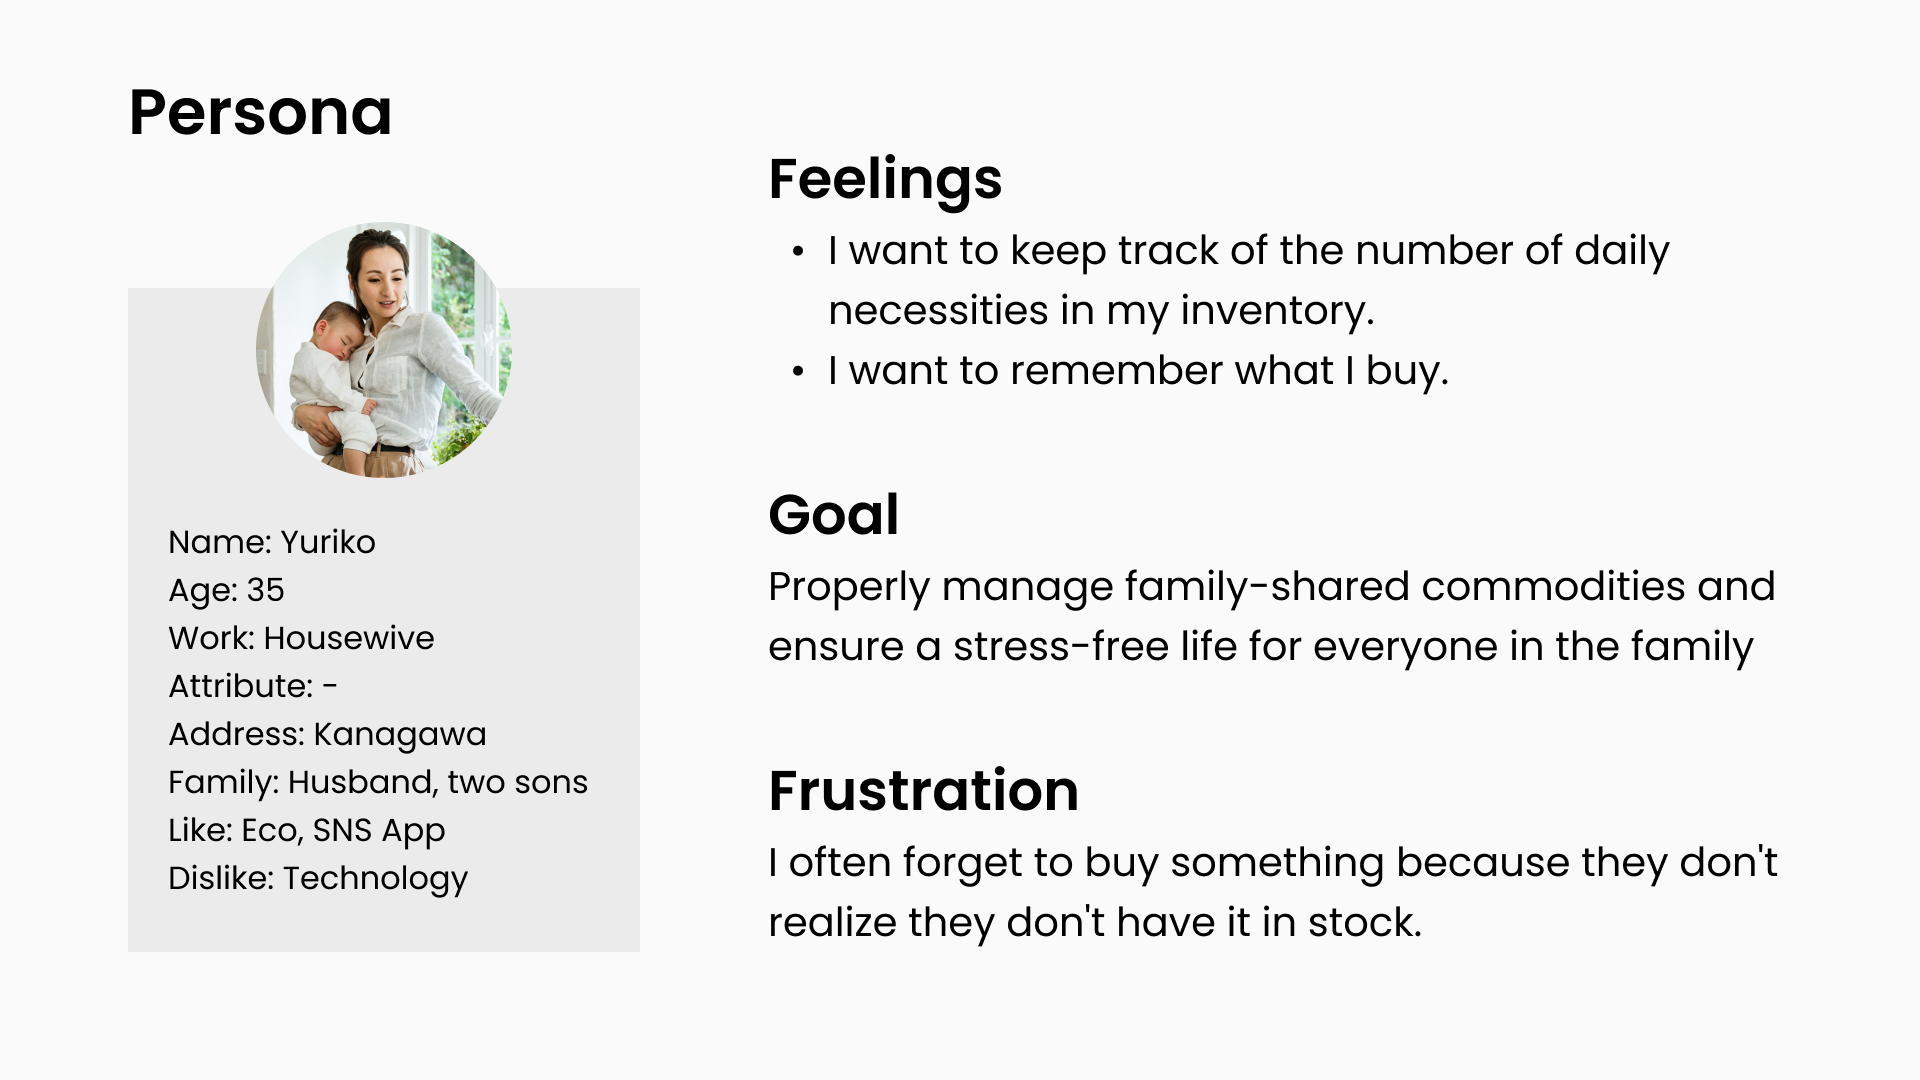 Persona
Name: Yuriko
Age: 35
Work: Housewive
Attribute: -
Address: Kanagawa
Family: Husband, two sons
Like: Eco, SNS App
Dislike: Technology
Feelings
• I want to keep track of the number of daily
necessities in my inventory.
• I want to remember what I buy.
Goal
Properly manage family-shared commodities and
ensure a stress-free life for everyone in the family
Frustration
I often forget to buy something because they don't
realize they don't have it in stock.